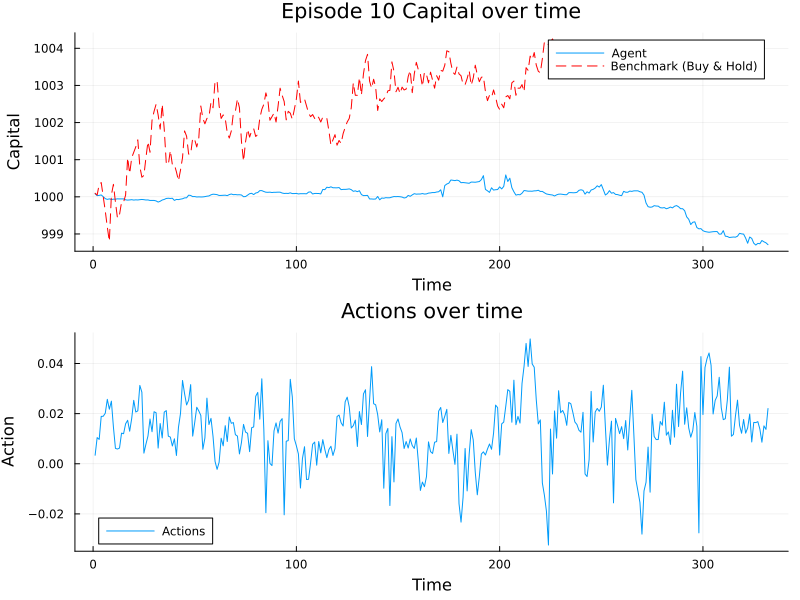 Episode 10 Capital over time
Capital
1004
1003
1002
1001
1000
999
Agent
Benchmark (Buy & Hold)
0
100
200
300
Time
Actions over time
Action
0.04
0.02
0.00
−0.02
Actions
0
100
200
300
Time